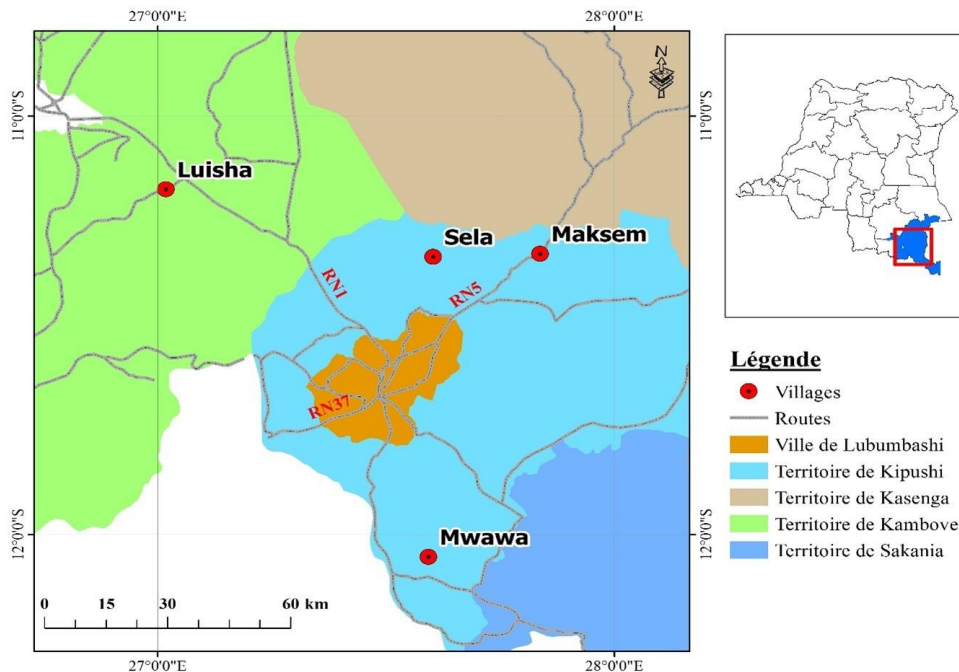 27°0'0"E
28°0'0"E
N
11°0'0"S
11°0'0"S
Luisha
Sela
Maksem
RN1
RN5
RN37
Mwawa
12°0'0"S
12°0'0"S
0 15 30 60 km
27°0'0"E
28°0'0"E
Légende
Villages
Routes
Ville de Lubumbashi
Territoire de Kipushi
Territoire de Kasenga
Territoire de Kambove
Territoire de Sakania